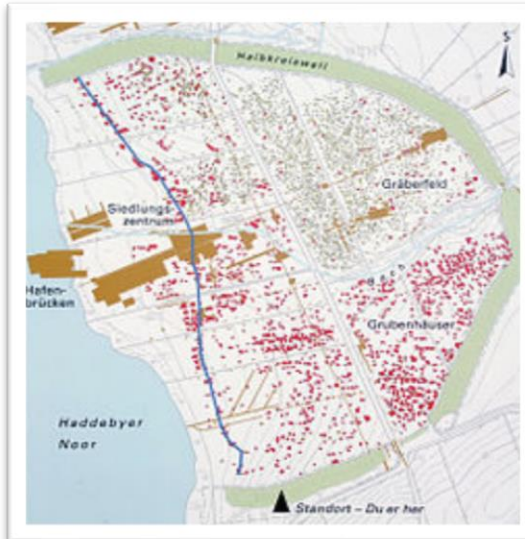 Halbkreiswall
S
Gräberfeld
Siedlungs-
zentrum
Bach
Hafen-
brücken
Grubenhäuser
Haddebyer
Noor
Standort – Du er her